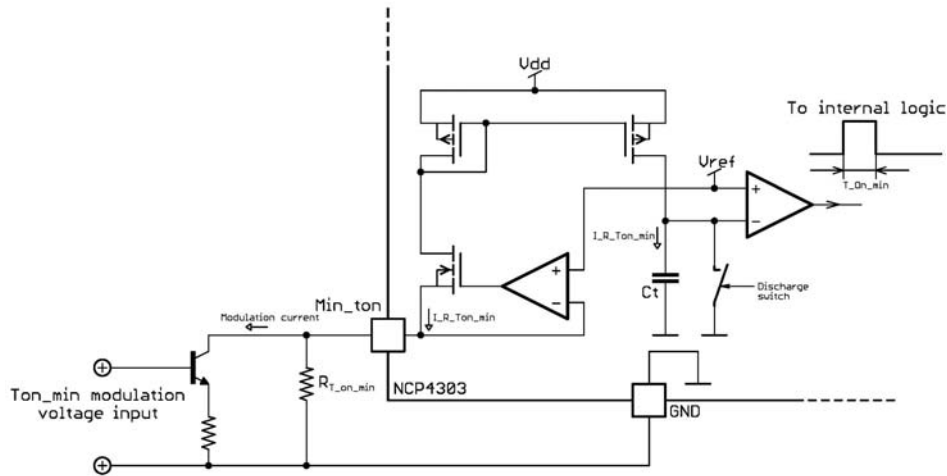 Vdd
To internal logic
Vref
T_On_min
+
−
I_R_Ton_min
+
−
Ct
Discharge
switch
Min_ton
Modulation current
I_R_Ton_min
RT_on_min
NCP4303
GND
Ton_min modulation
voltage input